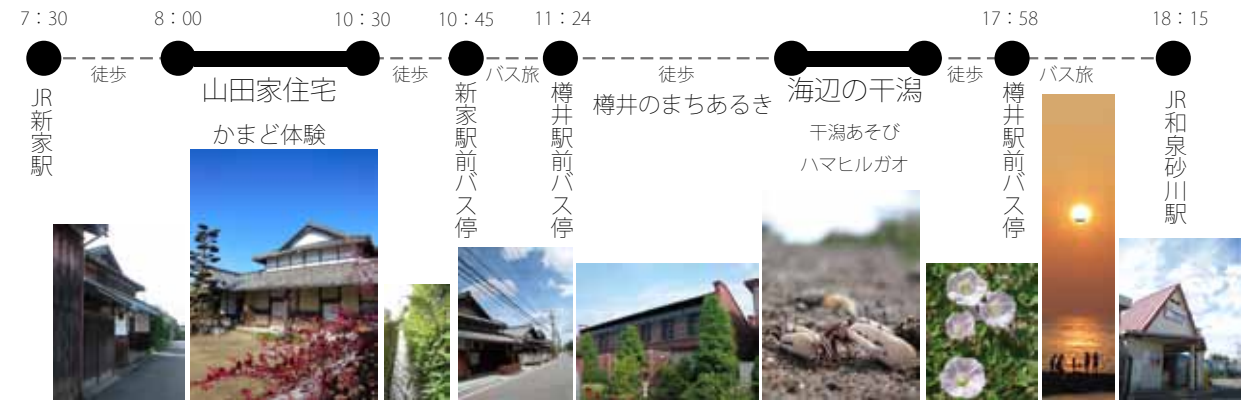 7：30
8：00
10：30
10：45
11：24
17：58
18：15
徒歩
徒歩
バス旅
徒歩
徒歩
バス旅
JR新家駅
山田家住宅
かまど体験
新家駅前バス停
樽井駅前バス停
樽井のまちあるき
海辺の干潟
干潟あそび
ハマヒルガオ
樽井駅前バス停
JR和泉砂川駅